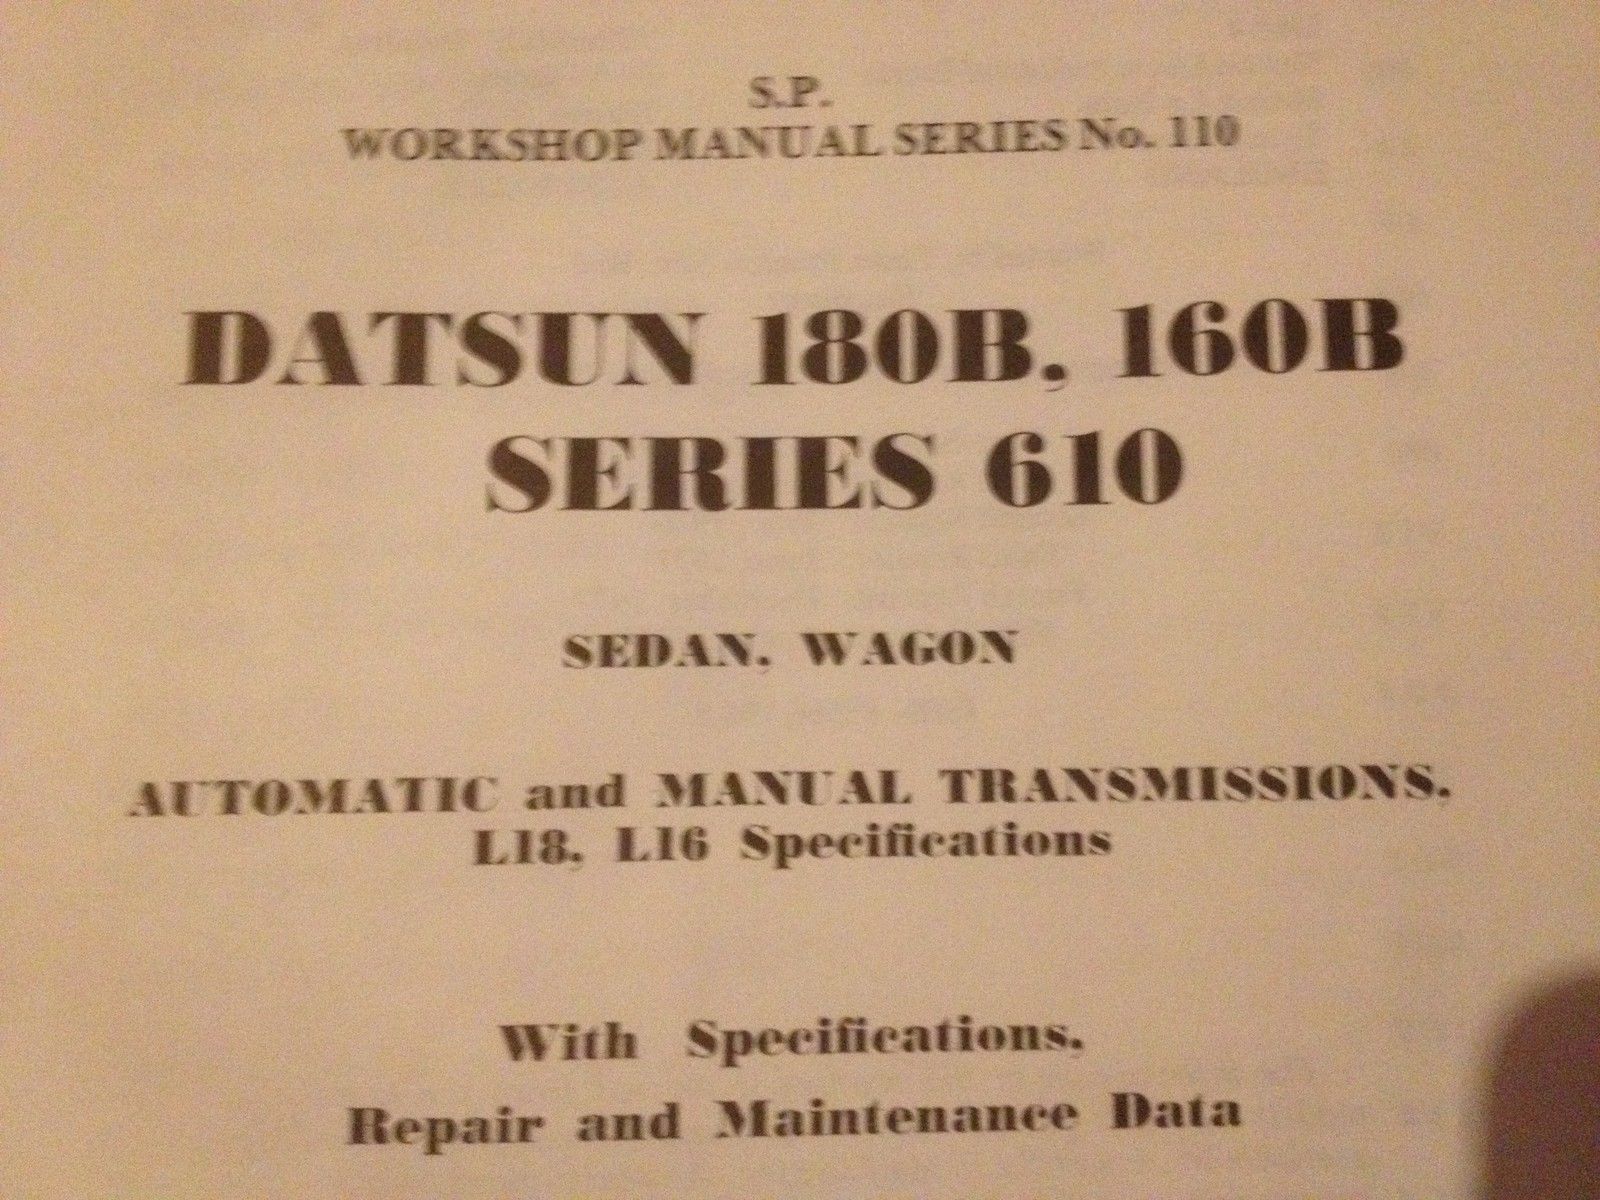 S.P.
WORKSHOP MANUAL SERIES No. 110
DATSUN 180B, 160B
SERIES 610
SEDAN, WAGON
AUTOMATIC and MANUAL TRANSMISSIONS,
L18, L16 Specifications
With Specifications,
Repair and Maintenance Data